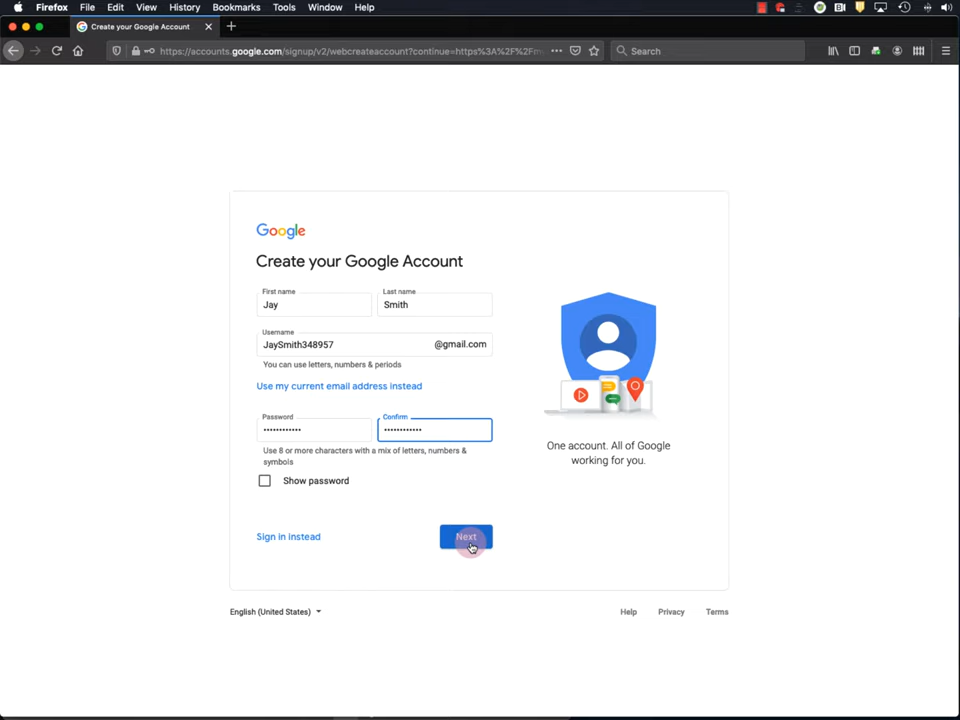 Firefox File Edit View History Bookmarks Tools Window Help
Create your Google Account
https://accounts.google.com/signup/v2/webcreateaccount?continue=https%3A%2F%2Fm
Search
Google
Create your Google Account
First name
Jay
Last name
Smith
Username
JaySmith348957
@gmail.com
You can use letters, numbers & periods
Use my current email address instead
Password
••••••••••••
Confirm
••••••••••••
Use 8 or more characters with a mix of letters, numbers &
symbols
Show password
Sign in instead
Next
One account. All of Google
working for you.
English (United States)
Help Privacy Terms